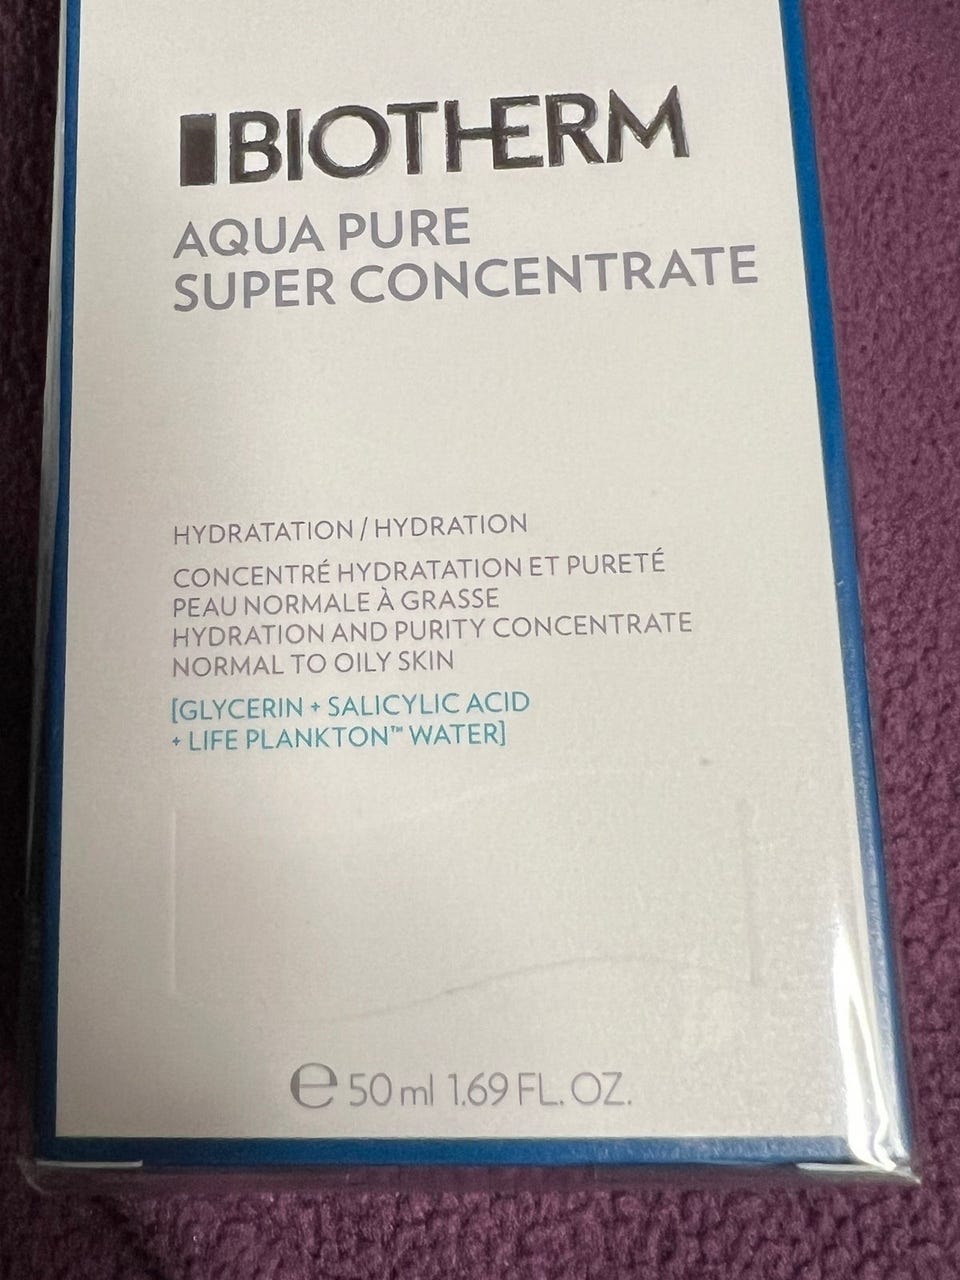 BIOTHERM
AQUA PURE
SUPER CONCENTRATE
HYDRATATION / HYDRATION
CONCENTRÉ HYDRATATION ET PURETÉ
PEAU NORMALE À GRASSE
HYDRATION AND PURITY CONCENTRATE
NORMAL TO OILY SKIN
[GLYCERIN + SALICYLIC ACID
+ LIFE PLANKTON™ WATER]
℮ 50 ml 1.69 FL. OZ.